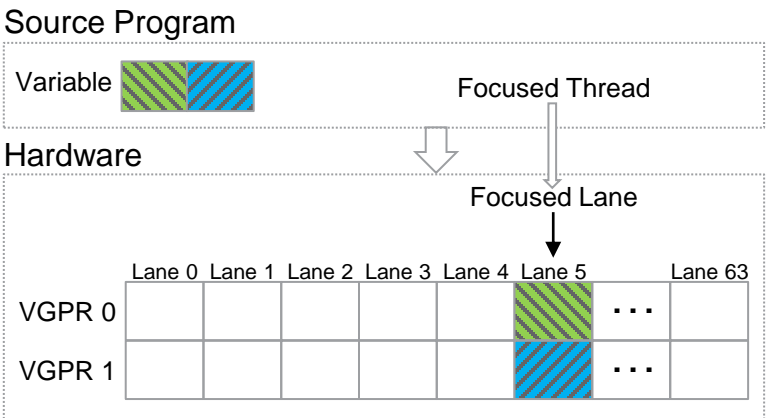 Source Program
Variable
Focused Thread
Hardware
Focused Lane
Lane 0 Lane 1 Lane 2 Lane 3 Lane 4 Lane 5 Lane 63
VGPR 0 ...
VGPR 1 ...